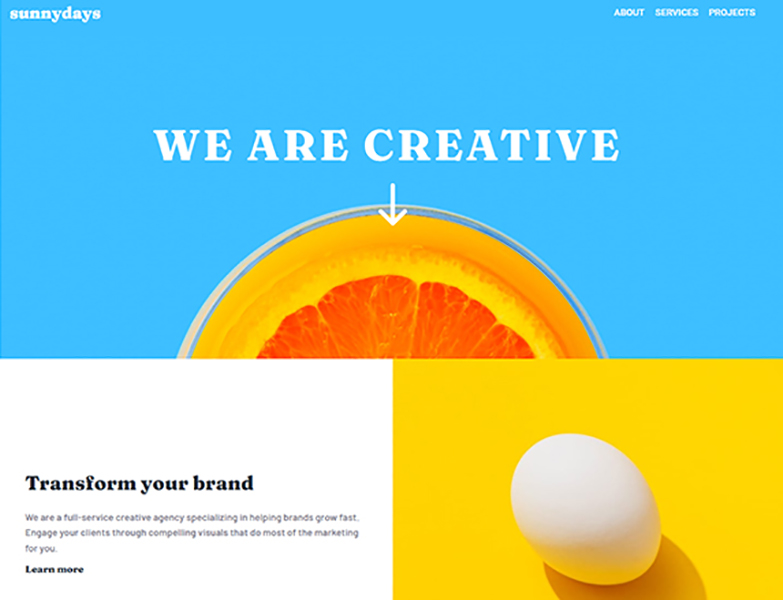 sunnydays
ABOUT SERVICES PROJECTS
WE ARE CREATIVE
Transform your brand
We are a full-service creative agency specializing in helping brands grow fast.
Engage your clients through compelling visuals that do most of the marketing
for you.
Learn more